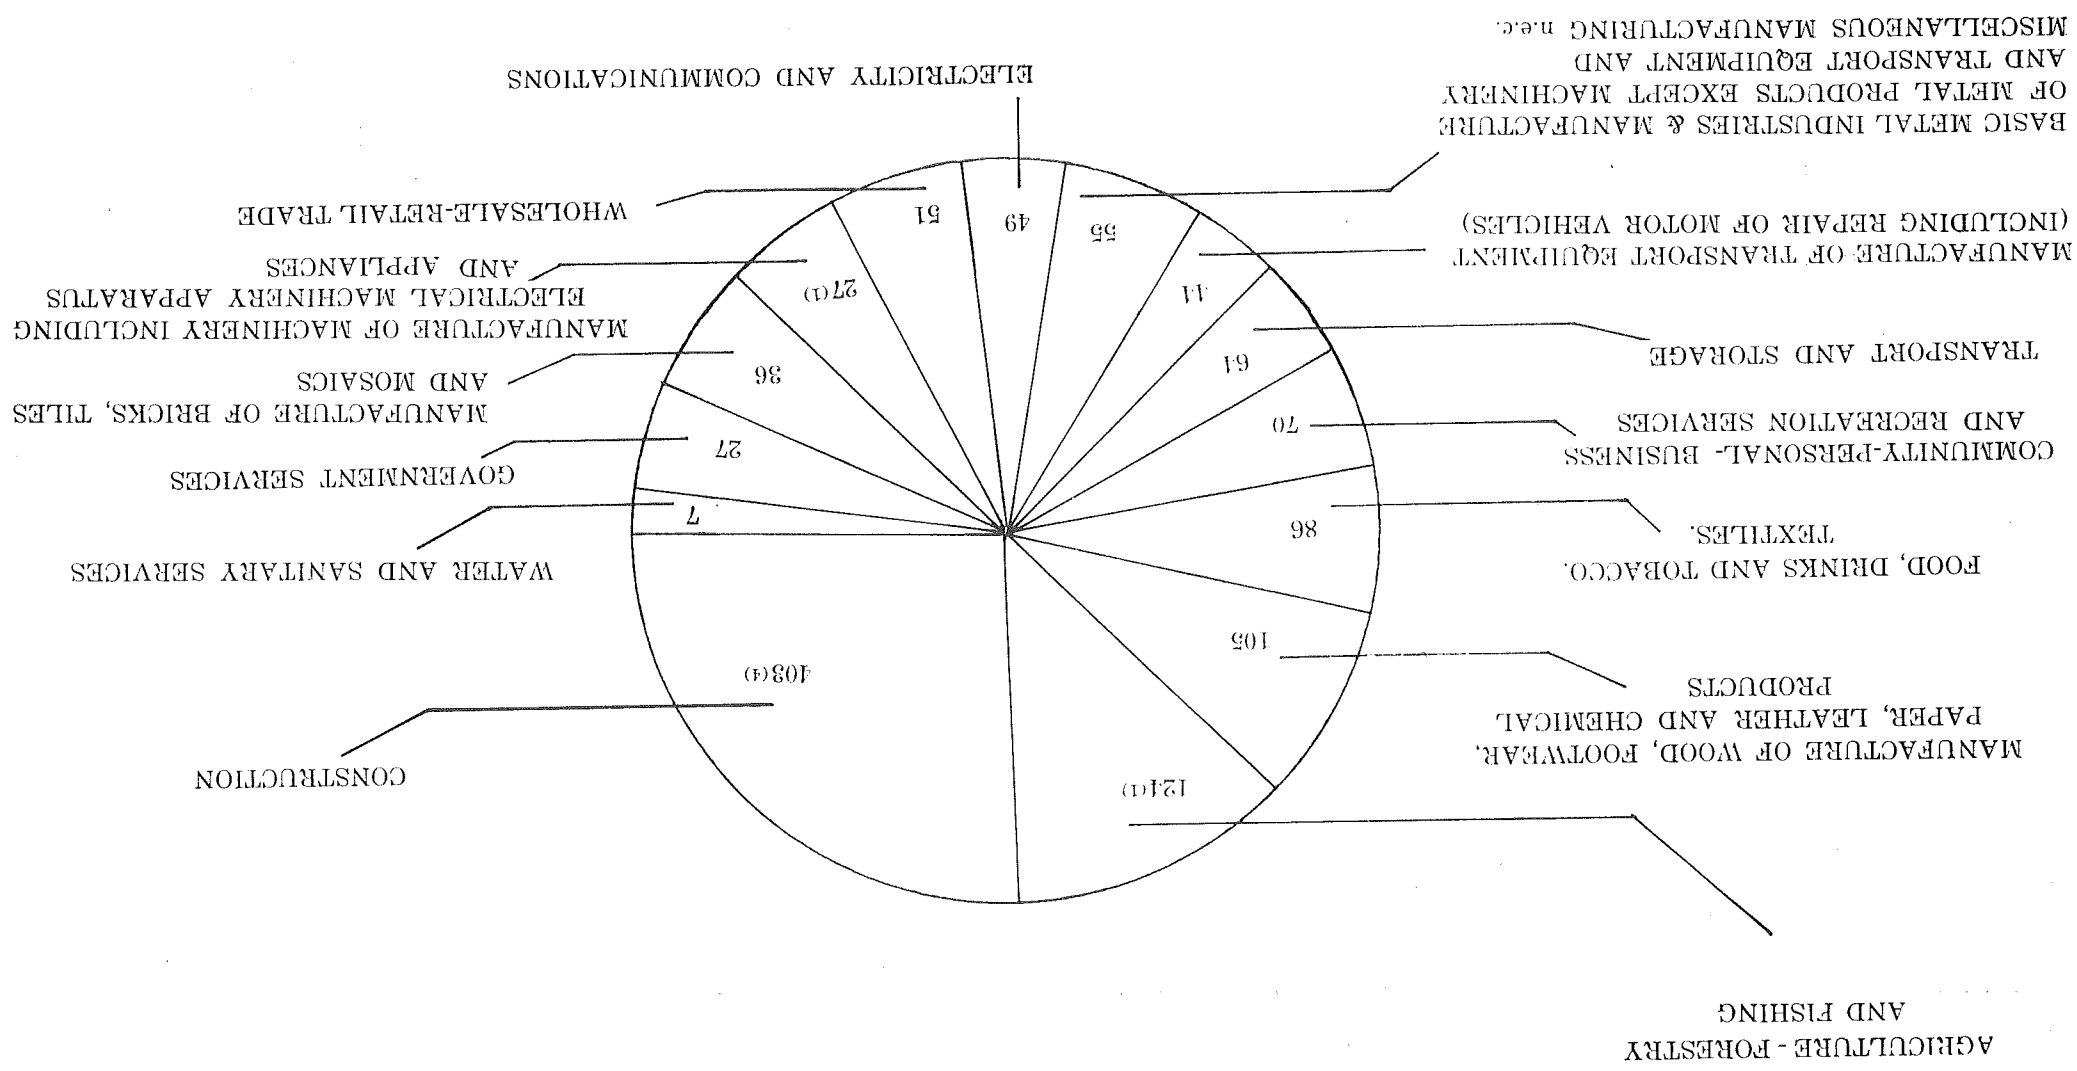 AGRICULTURE - FORESTRY
AND FISHING
CONSTRUCTION
124(1)
MANUFACTURE OF WOOD, FOOTWEAR,
PAPER, LEATHER AND CHEMICAL
PRODUCTS
403(4)
105
FOOD, DRINKS AND TOBACCO.
TEXTILES.
WATER AND SANITARY SERVICES
86
7
GOVERNMENT SERVICES
COMMUNITY-PERSONAL- BUSINESS
AND RECREATION SERVICES
70
27
MANUFACTURE OF BRICKS, TILES
AND MOSAICS
TRANSPORT AND STORAGE
64
36
MANUFACTURE OF MACHINERY INCLUDING
ELECTRICAL MACHINERY APPARATUS
AND APPLIANCES
44
27(1)
MANUFACTURE OF TRANSPORT EQUIPMENT
(INCLUDING REPAIR OF MOTOR VEHICLES)
55
49
51
WHOLESALE-RETAIL TRADE
BASIC METAL INDUSTRIES & MANUFACTURE
OF METAL PRODUCTS EXCEPT MACHINERY
AND TRANSPORT EQUIPMENT AND
MISCELLANEOUS MANUFACTURING n.e.c.
ELECTRICITY AND COMMUNICATIONS